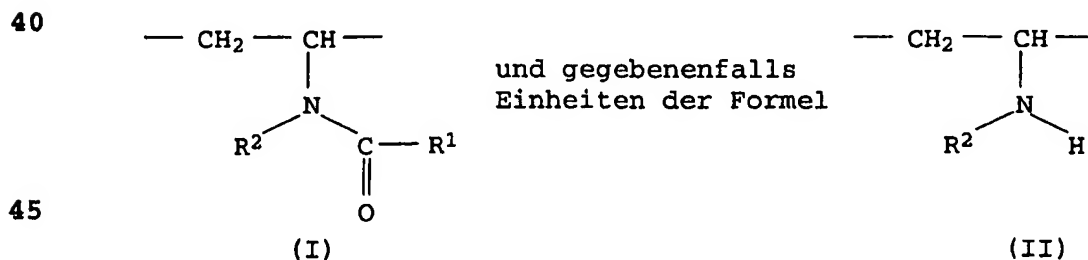 40
— CH₂ — CH — — CH₂ — CH —
und gegebenenfalls
Einheiten der Formel
N N
R² C R¹ R² H
O
45
(I) (II)